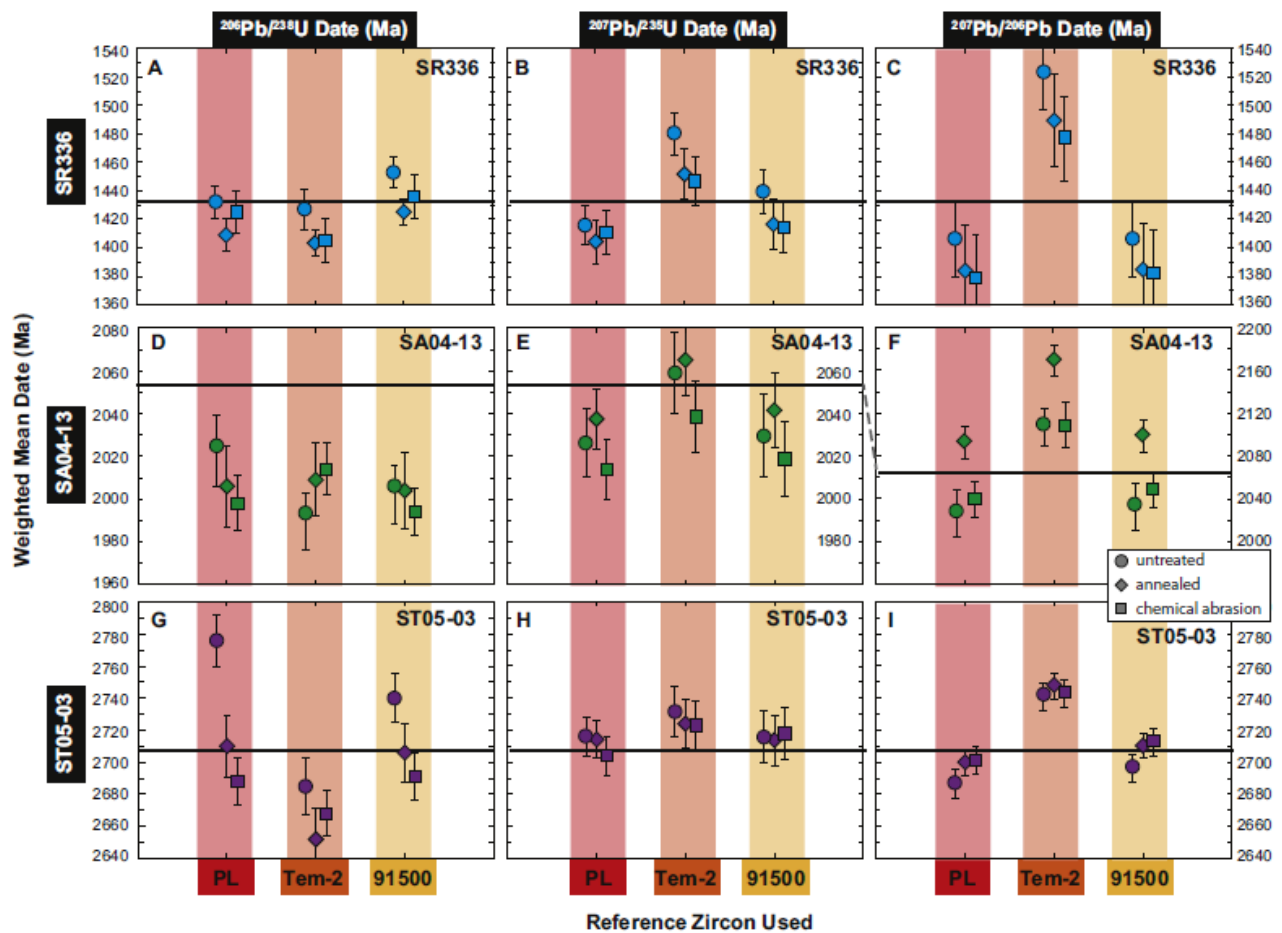 ²⁰⁶Pb/²³⁸U Date (Ma) ²⁰⁷Pb/²³⁵U Date (Ma) ²⁰⁷Pb/²⁰⁶Pb Date (Ma)
Weighted Mean Date (Ma)
SR336
1540
1520
1500
1480
1460
1440
1420
1400
1380
1360
A SR336
B SR336
C SR336
1540
1520
1500
1480
1460
1440
1420
1400
1380
1360
SA04-13
2080
2060
2040
2020
2000
1980
1960
D SA04-13
E SA04-13
2060
2040
2020
2000
1980
F SA04-13
2200
2160
2120
2080
2040
2000
untreated
annealed
chemical abrasion
ST05-03
2800
2780
2760
2740
2720
2700
2680
2660
2640
G ST05-03
H ST05-03
I ST05-03
2780
2760
2740
2720
2700
2680
2660
2640
PL Tem-2 91500 PL Tem-2 91500 PL Tem-2 91500
Reference Zircon Used